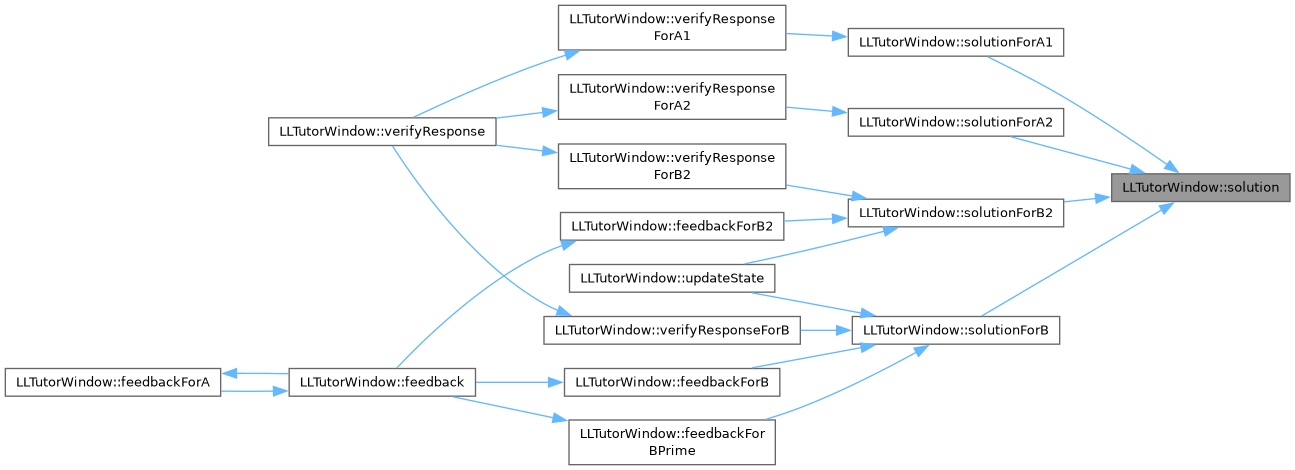 LLTutorWindow::verifyResponse
ForA1
LLTutorWindow::solutionForA1
LLTutorWindow::verifyResponse
ForA2
LLTutorWindow::solutionForA2
LLTutorWindow::verifyResponse
LLTutorWindow::verifyResponse
ForB2
LLTutorWindow::solution
LLTutorWindow::solutionForB2
LLTutorWindow::feedbackForB2
LLTutorWindow::updateState
LLTutorWindow::verifyResponseForB
LLTutorWindow::solutionForB
LLTutorWindow::feedbackForA
LLTutorWindow::feedback
LLTutorWindow::feedbackForB
LLTutorWindow::feedbackFor
BPrime